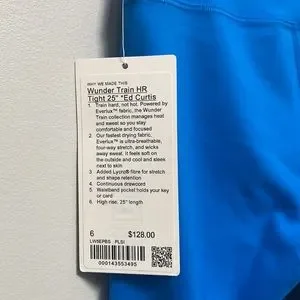 WHY WE MADE THIS
Wunder Train HR
Tight 25" *Ed Curtis
1. Train hard, not hot. Powered by
Everlux™ fabric, the Wunder
Train collection manages heat
and sweat so you stay
comfortable and focused
2 Our fastest drying fabric,
Everlux™ is ultra-breathable,
four-way stretch, and wicks
away sweat. It feels soft on
the outside and cool and sleek
next to skin
3 Added Lycra® fibre for stretch
and shape retention
4 Continuous drawcord
5 Waistband pocket holds your key
or card
6 High rise, 25" length
6 $128.00
LW5EPBS PLSI
000143553495